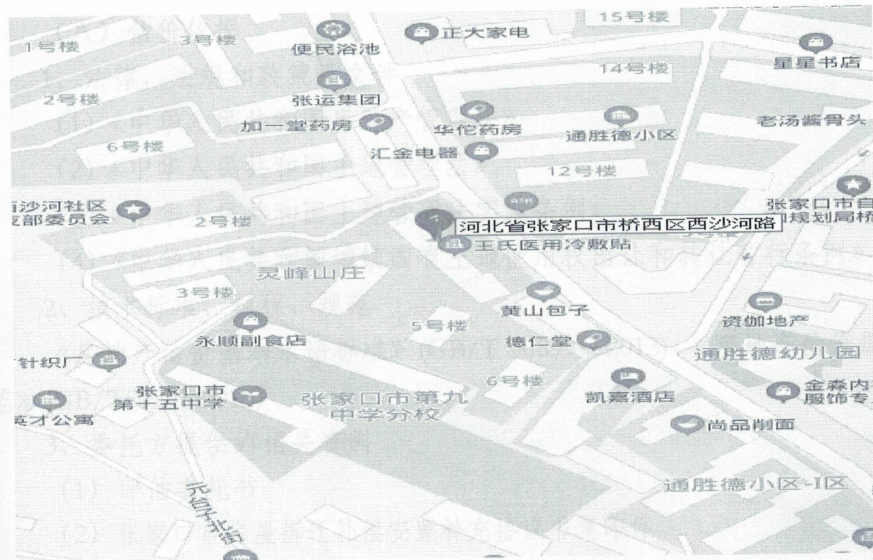 15号楼
1号楼
3号楼
便民浴池
正大家电
星星书店
2号楼
张运集团
14号楼
加一堂药房
华佗药房
通胜德小区
老汤酱骨头
6号楼
汇金电器
12号楼
西沙河社区
支部委员会
2号楼
张家口市自
和规划局桥
河北省张家口市桥西区西沙河路
王氏医用冷敷贴
灵峰山庄
3号楼
黄山包子
资伽地产
5号楼
永顺副食店
德仁堂
通胜德幼儿园
针织厂
6号楼
张家口市
第十五中学
张家口市第九
中学分校
凯嘉酒店
金森内
服饰专
英才公寓
尚品削面
通胜德小区-I区
(1)
(2)